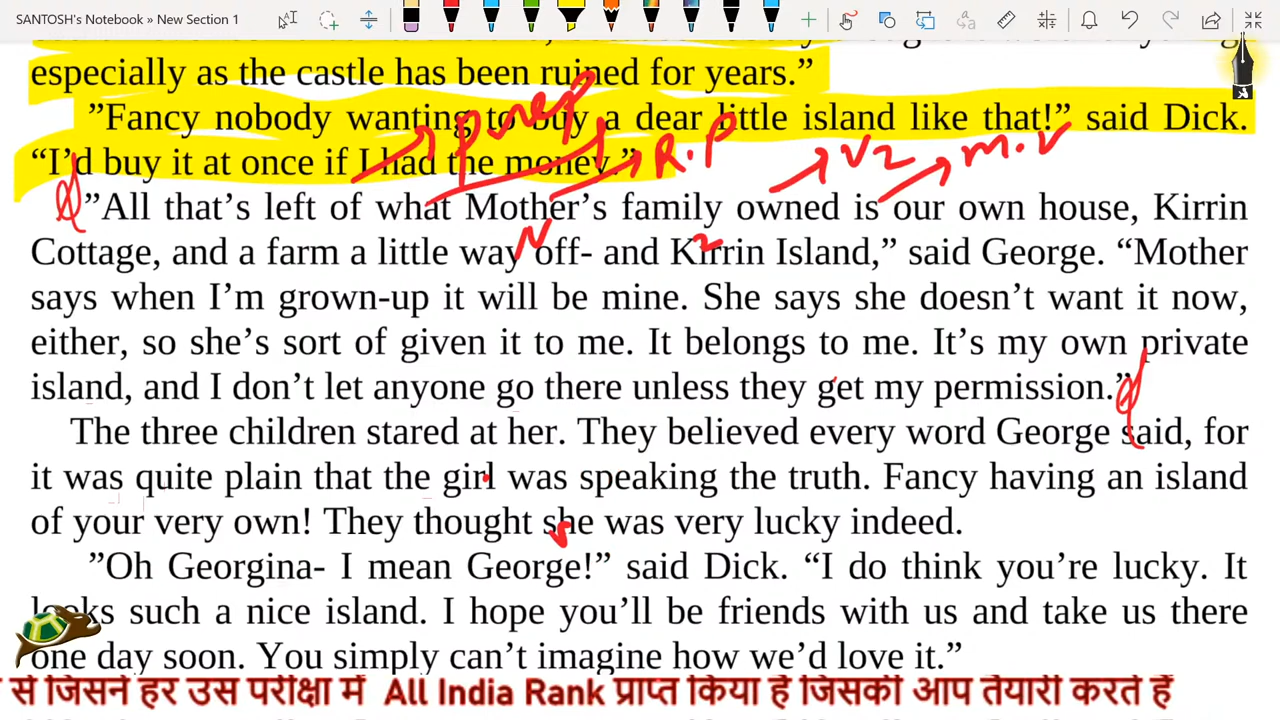 SANTOSH's Notebook » New Section 1
especially as the castle has been ruined for years.”
”Fancy nobody wanting to buy a dear little island like that!” said Dick.
“I’d buy it at once if I had the money.”
prep
R.P
V2
m.v
”All that’s left of what Mother’s family owned is our own house, Kirrin
Cottage, and a farm a little way off- and Kirrin Island,” said George. “Mother
says when I’m grown-up it will be mine. She says she doesn’t want it now,
either, so she’s sort of given it to me. It belongs to me. It’s my own private
island, and I don’t let anyone go there unless they get my permission.”
The three children stared at her. They believed every word George said, for
it was quite plain that the girl was speaking the truth. Fancy having an island
of your very own! They thought she was very lucky indeed.
”Oh Georgina- I mean George!” said Dick. “I do think you’re lucky. It
looks such a nice island. I hope you’ll be friends with us and take us there
one day soon. You simply can’t imagine how we’d love it.”
से जिसने हर उस परीक्षा में All India Rank प्राप्त किया है जिसकी आप तैयारी करते हैं